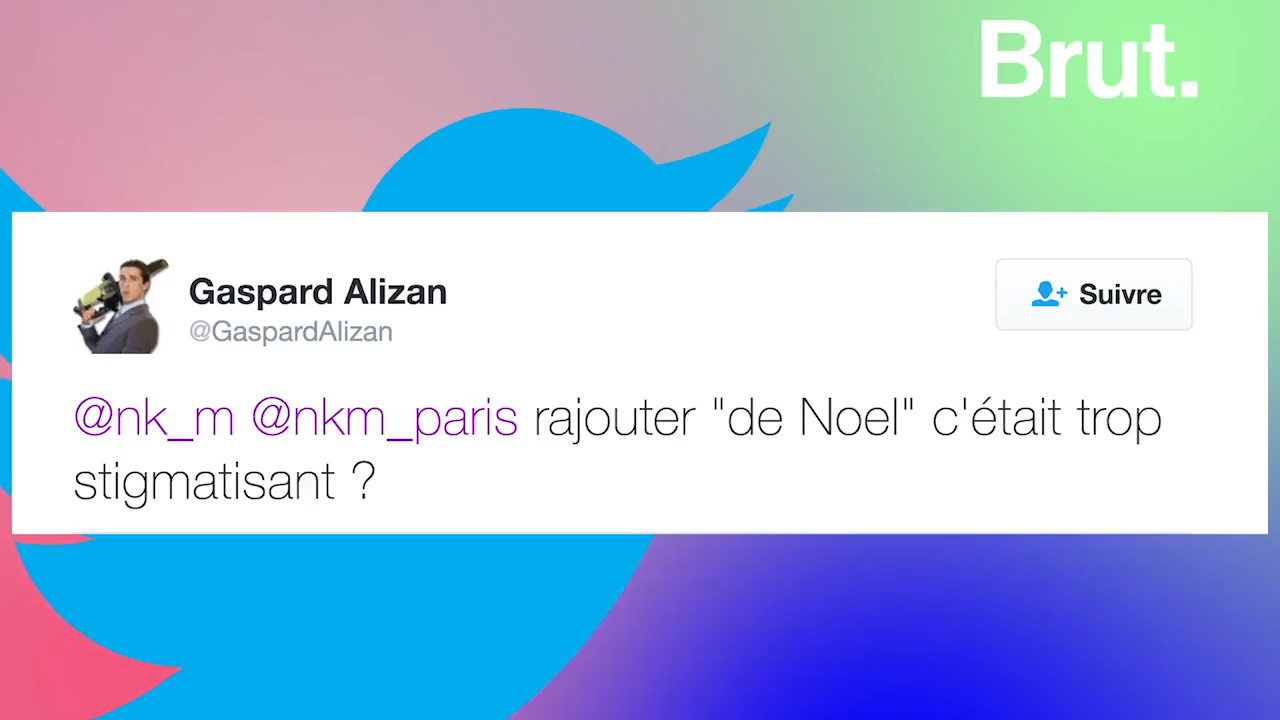 Brut.
Gaspard Alizan
@GaspardAlizan
Suivre
@nk_m @nkm_paris rajouter "de Noel" c'était trop
stigmatisant ?